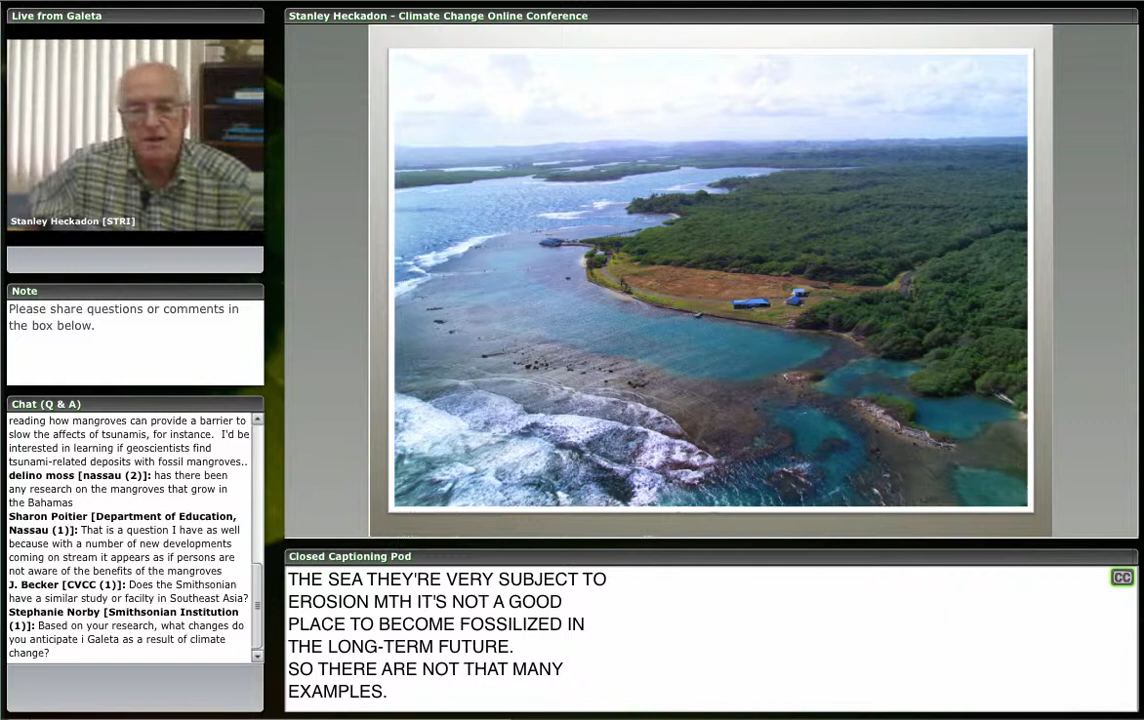 Live from Galeta
Stanley Heckadon [STRI]
Note
Please share questions or comments in
the box below.
Chat (Q & A)
reading how mangroves can provide a barrier to
slow the affects of tsunamis, for instance.  I'd be
interested in learning if geoscientists find
tsunami-related deposits with fossil mangroves..
delino moss [nassau (2)]: has there been
any research on the mangroves that grow in
the Bahamas
Sharon Poitier [Department of Education,
Nassau (1)]: That is a question I have as well
because with a number of new developments
coming on stream it appears as if persons are
not aware of the benefits of the mangroves
J. Becker [CVCC (1)]: Does the Smithsonian
have a similar study or facilty in Southeast Asia?
Stephanie Norby [Smithsonian Institution
(1)]: Based on your research, what changes do
you anticipate i Galeta as a result of climate
change?
Stanley Heckadon - Climate Change Online Conference
Closed Captioning Pod
THE SEA THEY'RE VERY SUBJECT TO
EROSION MTH IT'S NOT A GOOD
PLACE TO BECOME FOSSILIZED IN
THE LONG-TERM FUTURE.
SO THERE ARE NOT THAT MANY
EXAMPLES.
CC